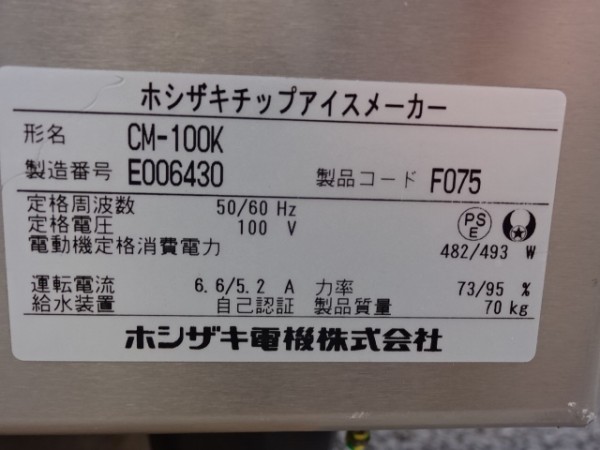 ホシザキチップアイスメーカー
形名 CM-100K
製造番号 E006430 製品コード F075
定格周波数 50/60 Hz
定格電圧 100 V
PS E
電動機定格消費電力 482/493 W
運転電流 6.6/5.2 A 力率 73/95 %
給水装置 自己認証 製品質量 70 kg
ホシザキ電機株式会社